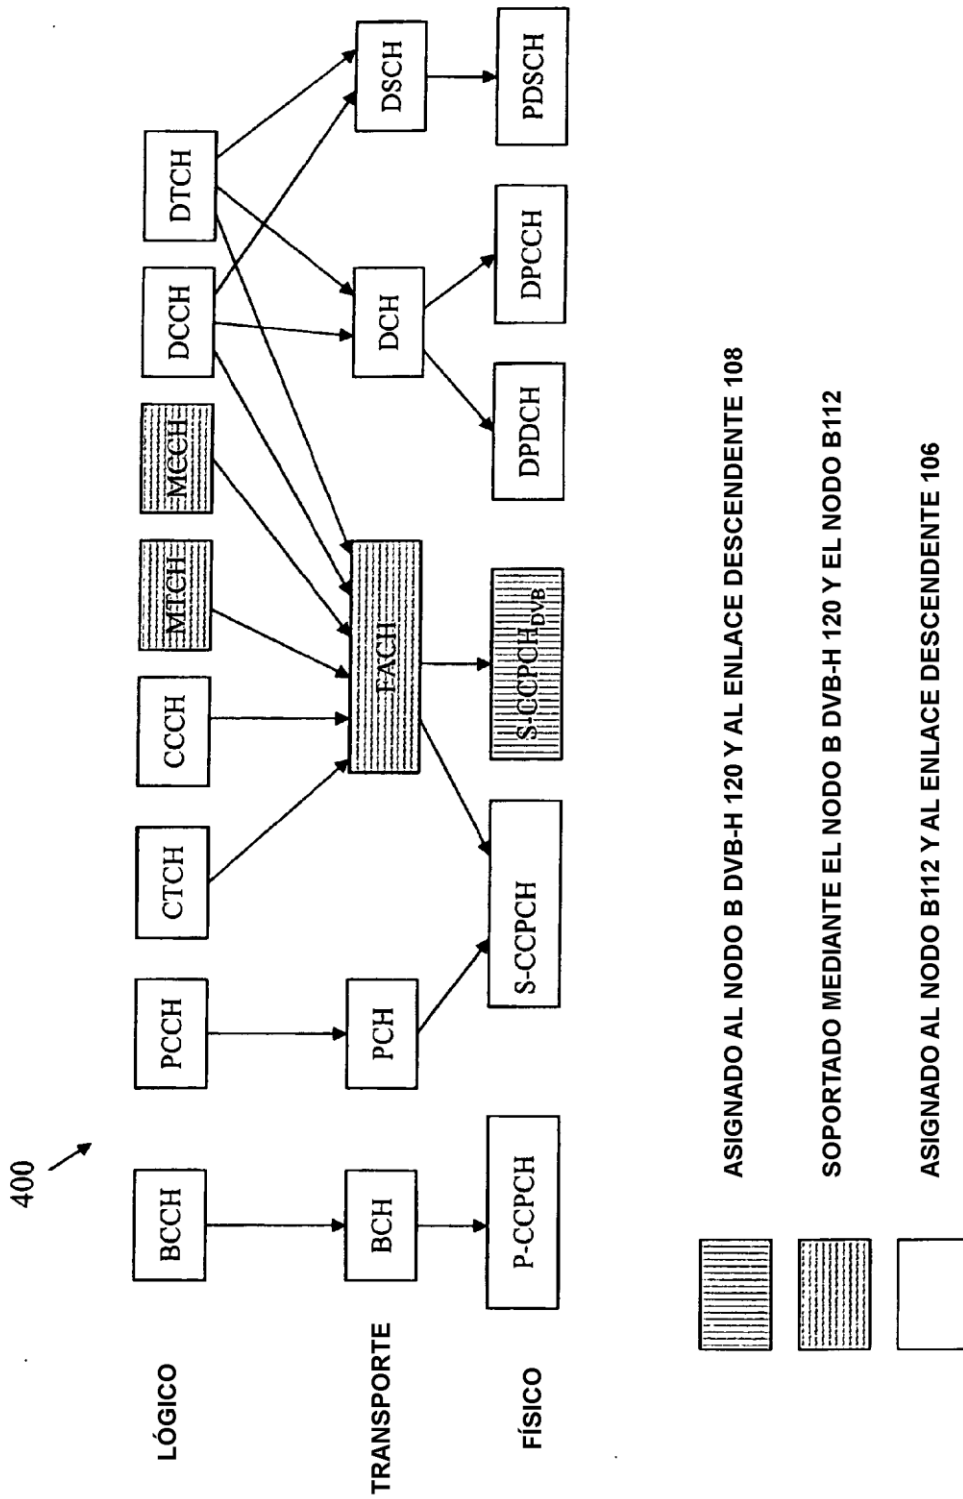 400
LÓGICO
BCCH
PCCH
CTCH
CCCH
MTCH
MCCH
DCCH
DTCH
TRANSPORTE
BCH
PCH
FACH
DCH
DSCH
FÍSICO
P-CCPCH
S-CCPCH
S-CCPCH_DVB
DPDCH
DPCCH
PDSCH
ASIGNADO AL NODO B DVB-H 120 Y AL ENLACE DESCENDENTE 108
SOPORTADO MEDIANTE EL NODO B DVB-H 120 Y EL NODO B112
ASIGNADO AL NODO B112 Y AL ENLACE DESCENDENTE 106